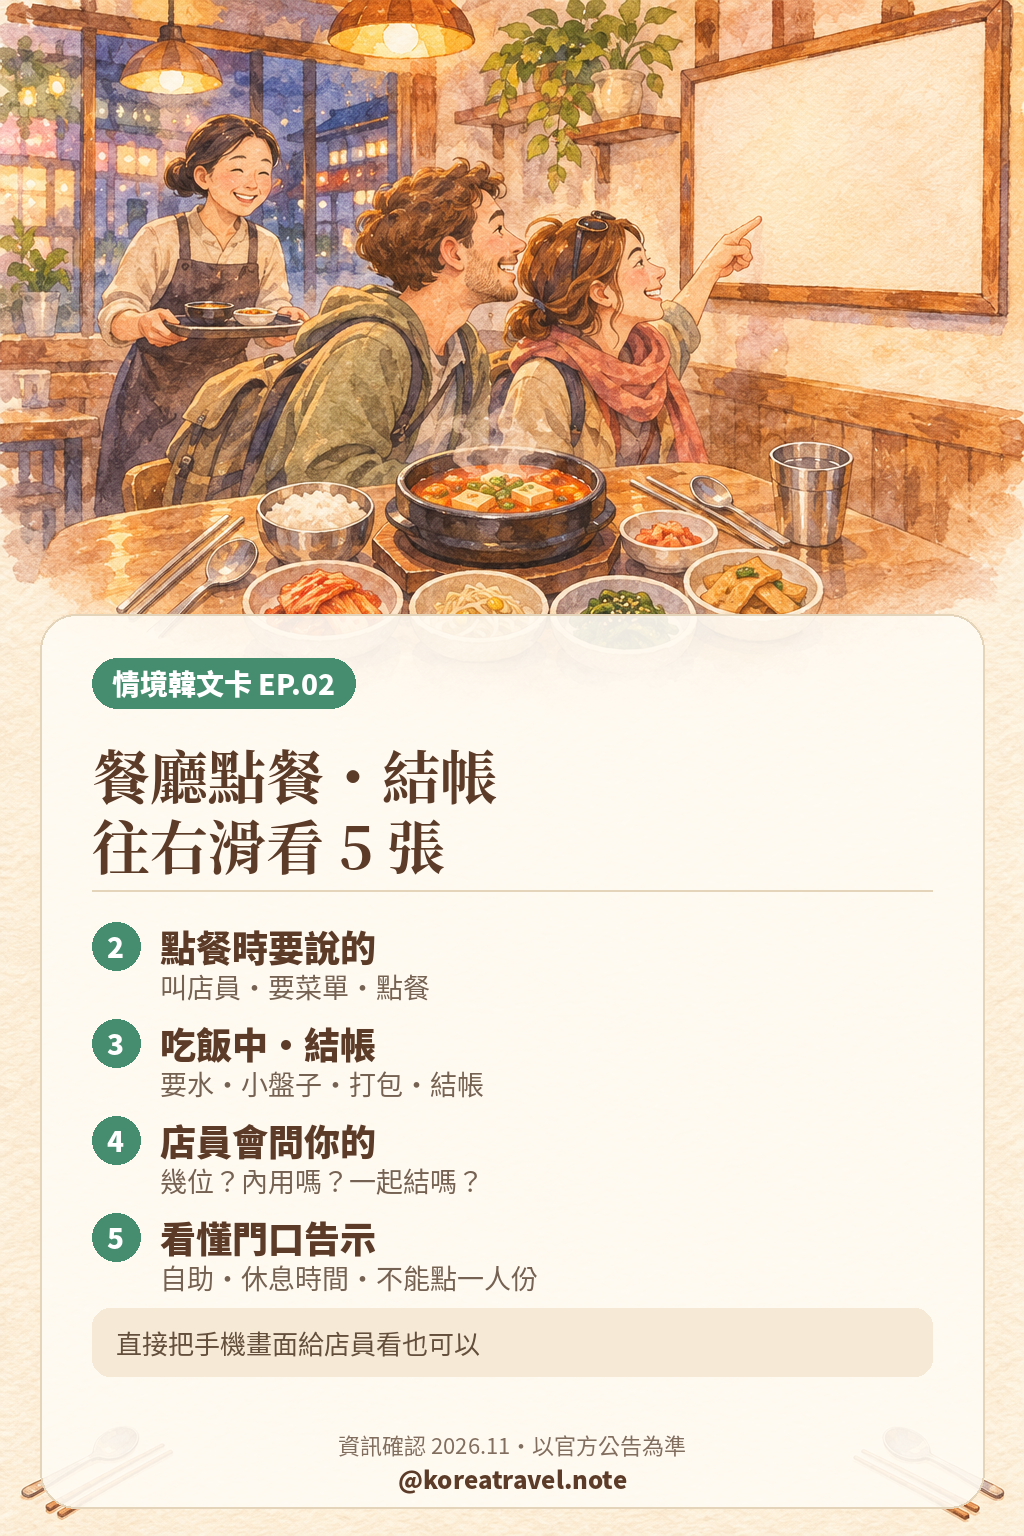 情境韓文卡 EP.02
餐廳點餐・結帳
往右滑看 5 張
2 點餐時要說的
叫店員・要菜單・點餐
3 吃飯中・結帳
要水・小盤子・打包・結帳
4 店員會問你的
幾位？內用嗎？一起結嗎？
5 看懂門口告示
自助・休息時間・不能點一人份
直接把手機畫面給店員看也可以
資訊確認 2026.11・以官方公告為準
@koreatravel.note